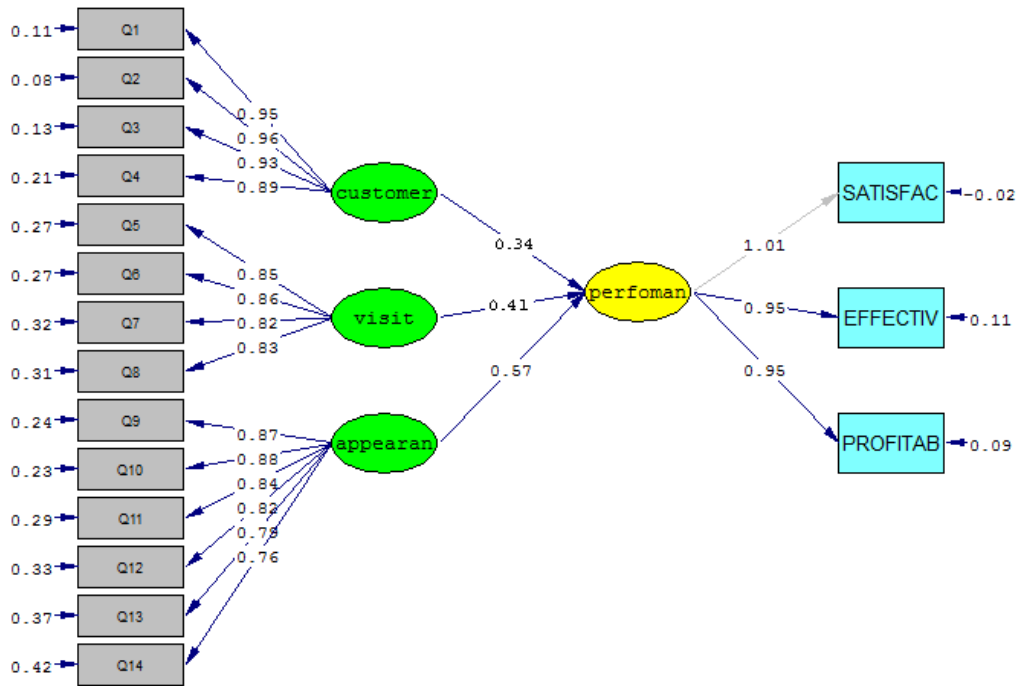 0.11 Q1
0.08 Q2
0.13 Q3
0.21 Q4
0.27 Q5
0.27 Q6
0.32 Q7
0.31 Q8
0.24 Q9
0.23 Q10
0.29 Q11
0.33 Q12
0.37 Q13
0.42 Q14
0.95
0.96
0.93
0.89
customer
0.85
0.86
0.82
0.83
visit
0.87
0.88
0.84
0.82
0.79
0.76
appearan
0.34
0.41
0.57
perfoman
1.01
0.95
0.95
SATISFAC -0.02
EFFECTIV 0.11
PROFITAB 0.09